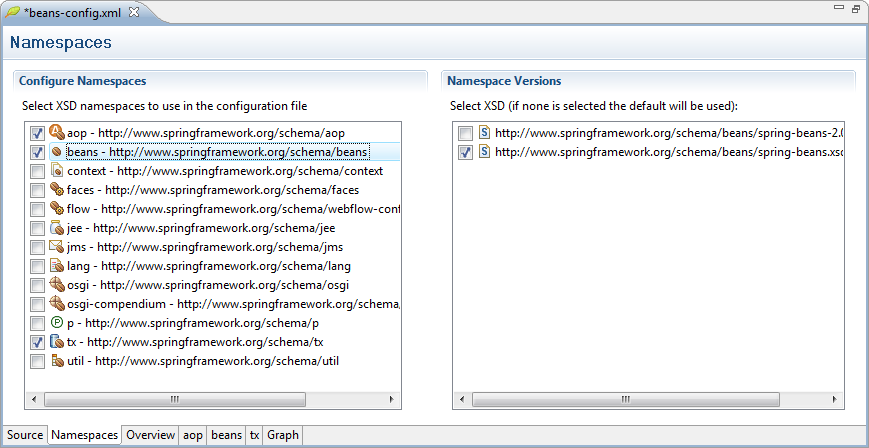 *beans-config.xml
Namespaces
Configure Namespaces
Select XSD namespaces to use in the configuration file
aop - http://www.springframework.org/schema/aop
beans - http://www.springframework.org/schema/beans
context - http://www.springframework.org/schema/context
faces - http://www.springframework.org/schema/faces
flow - http://www.springframework.org/schema/webflow-conf
jee - http://www.springframework.org/schema/jee
jms - http://www.springframework.org/schema/jms
lang - http://www.springframework.org/schema/lang
osgi - http://www.springframework.org/schema/osgi
osgi-compendium - http://www.springframework.org/schema/
p - http://www.springframework.org/schema/p
tx - http://www.springframework.org/schema/tx
util - http://www.springframework.org/schema/util
Namespace Versions
Select XSD (if none is selected the default will be used):
http://www.springframework.org/schema/beans/spring-beans-2.0
http://www.springframework.org/schema/beans/spring-beans.xsd
Source Namespaces Overview aop beans tx Graph